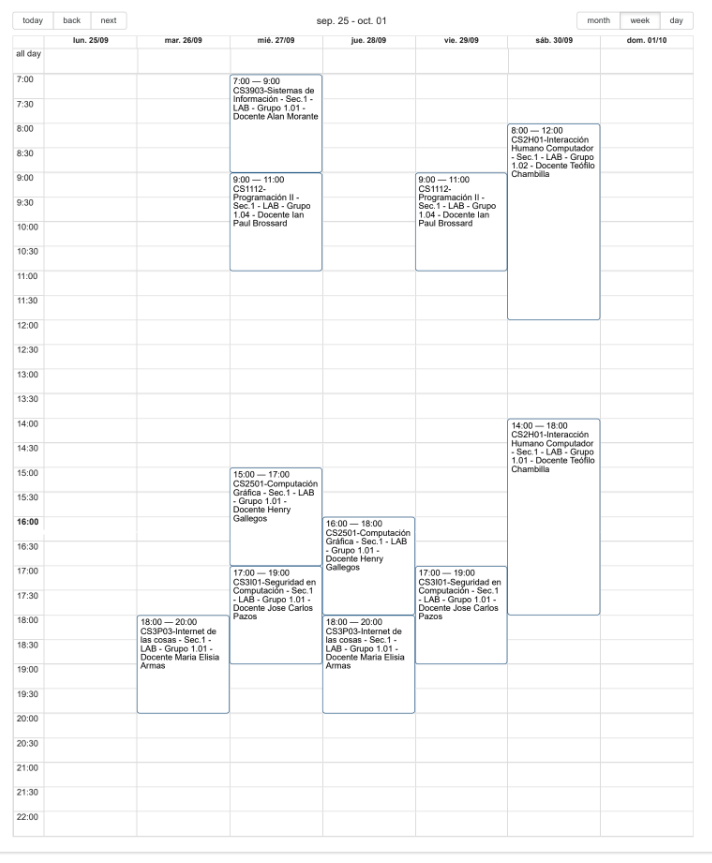 today back next sep. 25 - oct. 01 month week day
lun. 25/09 mar. 26/09 mié. 27/09 jue. 28/09 vie. 29/09 sáb. 30/09 dom. 01/10
all day
7:00
7:30
8:00
8:30
9:00
9:30
10:00
10:30
11:00
11:30
12:00
12:30
13:00
13:30
14:00
14:30
15:00
15:30
16:00
16:30
17:00
17:30
18:00
18:30
19:00
19:30
20:00
20:30
21:00
21:30
22:00
18:00 — 20:00
CS3P03-Internet de
las cosas - Sec.1 -
LAB - Grupo 1.01 -
Docente Maria Elisia
Armas
7:00 — 9:00
CS3903-Sistemas de
Información - Sec.1 -
LAB - Grupo 1.01 -
Docente Alan Morante
9:00 — 11:00
CS1112-
Programación II -
Sec.1 - LAB - Grupo
1.04 - Docente Ian
Paul Brossard
15:00 — 17:00
CS2501-Computación
Gráfica - Sec.1 - LAB
- Grupo 1.01 -
Docente Henry
Gallegos
17:00 — 19:00
CS3I01-Seguridad en
Computación - Sec.1
- LAB - Grupo 1.01 -
Docente Jose Carlos
Pazos
16:00 — 18:00
CS2501-Computación
Gráfica - Sec.1 - LAB
- Grupo 1.01 -
Docente Henry
Gallegos
18:00 — 20:00
CS3P03-Internet de
las cosas - Sec.1 -
LAB - Grupo 1.01 -
Docente Maria Elisia
Armas
9:00 — 11:00
CS1112-
Programación II -
Sec.1 - LAB - Grupo
1.04 - Docente Ian
Paul Brossard
17:00 — 19:00
CS3I01-Seguridad en
Computación - Sec.1
- LAB - Grupo 1.01 -
Docente Jose Carlos
Pazos
8:00 — 12:00
CS2H01-Interacción
Humano Computador
- Sec.1 - LAB - Grupo
1.02 - Docente Teófilo
Chambilla
14:00 — 18:00
CS2H01-Interacción
Humano Computador
- Sec.1 - LAB - Grupo
1.01 - Docente Teófilo
Chambilla